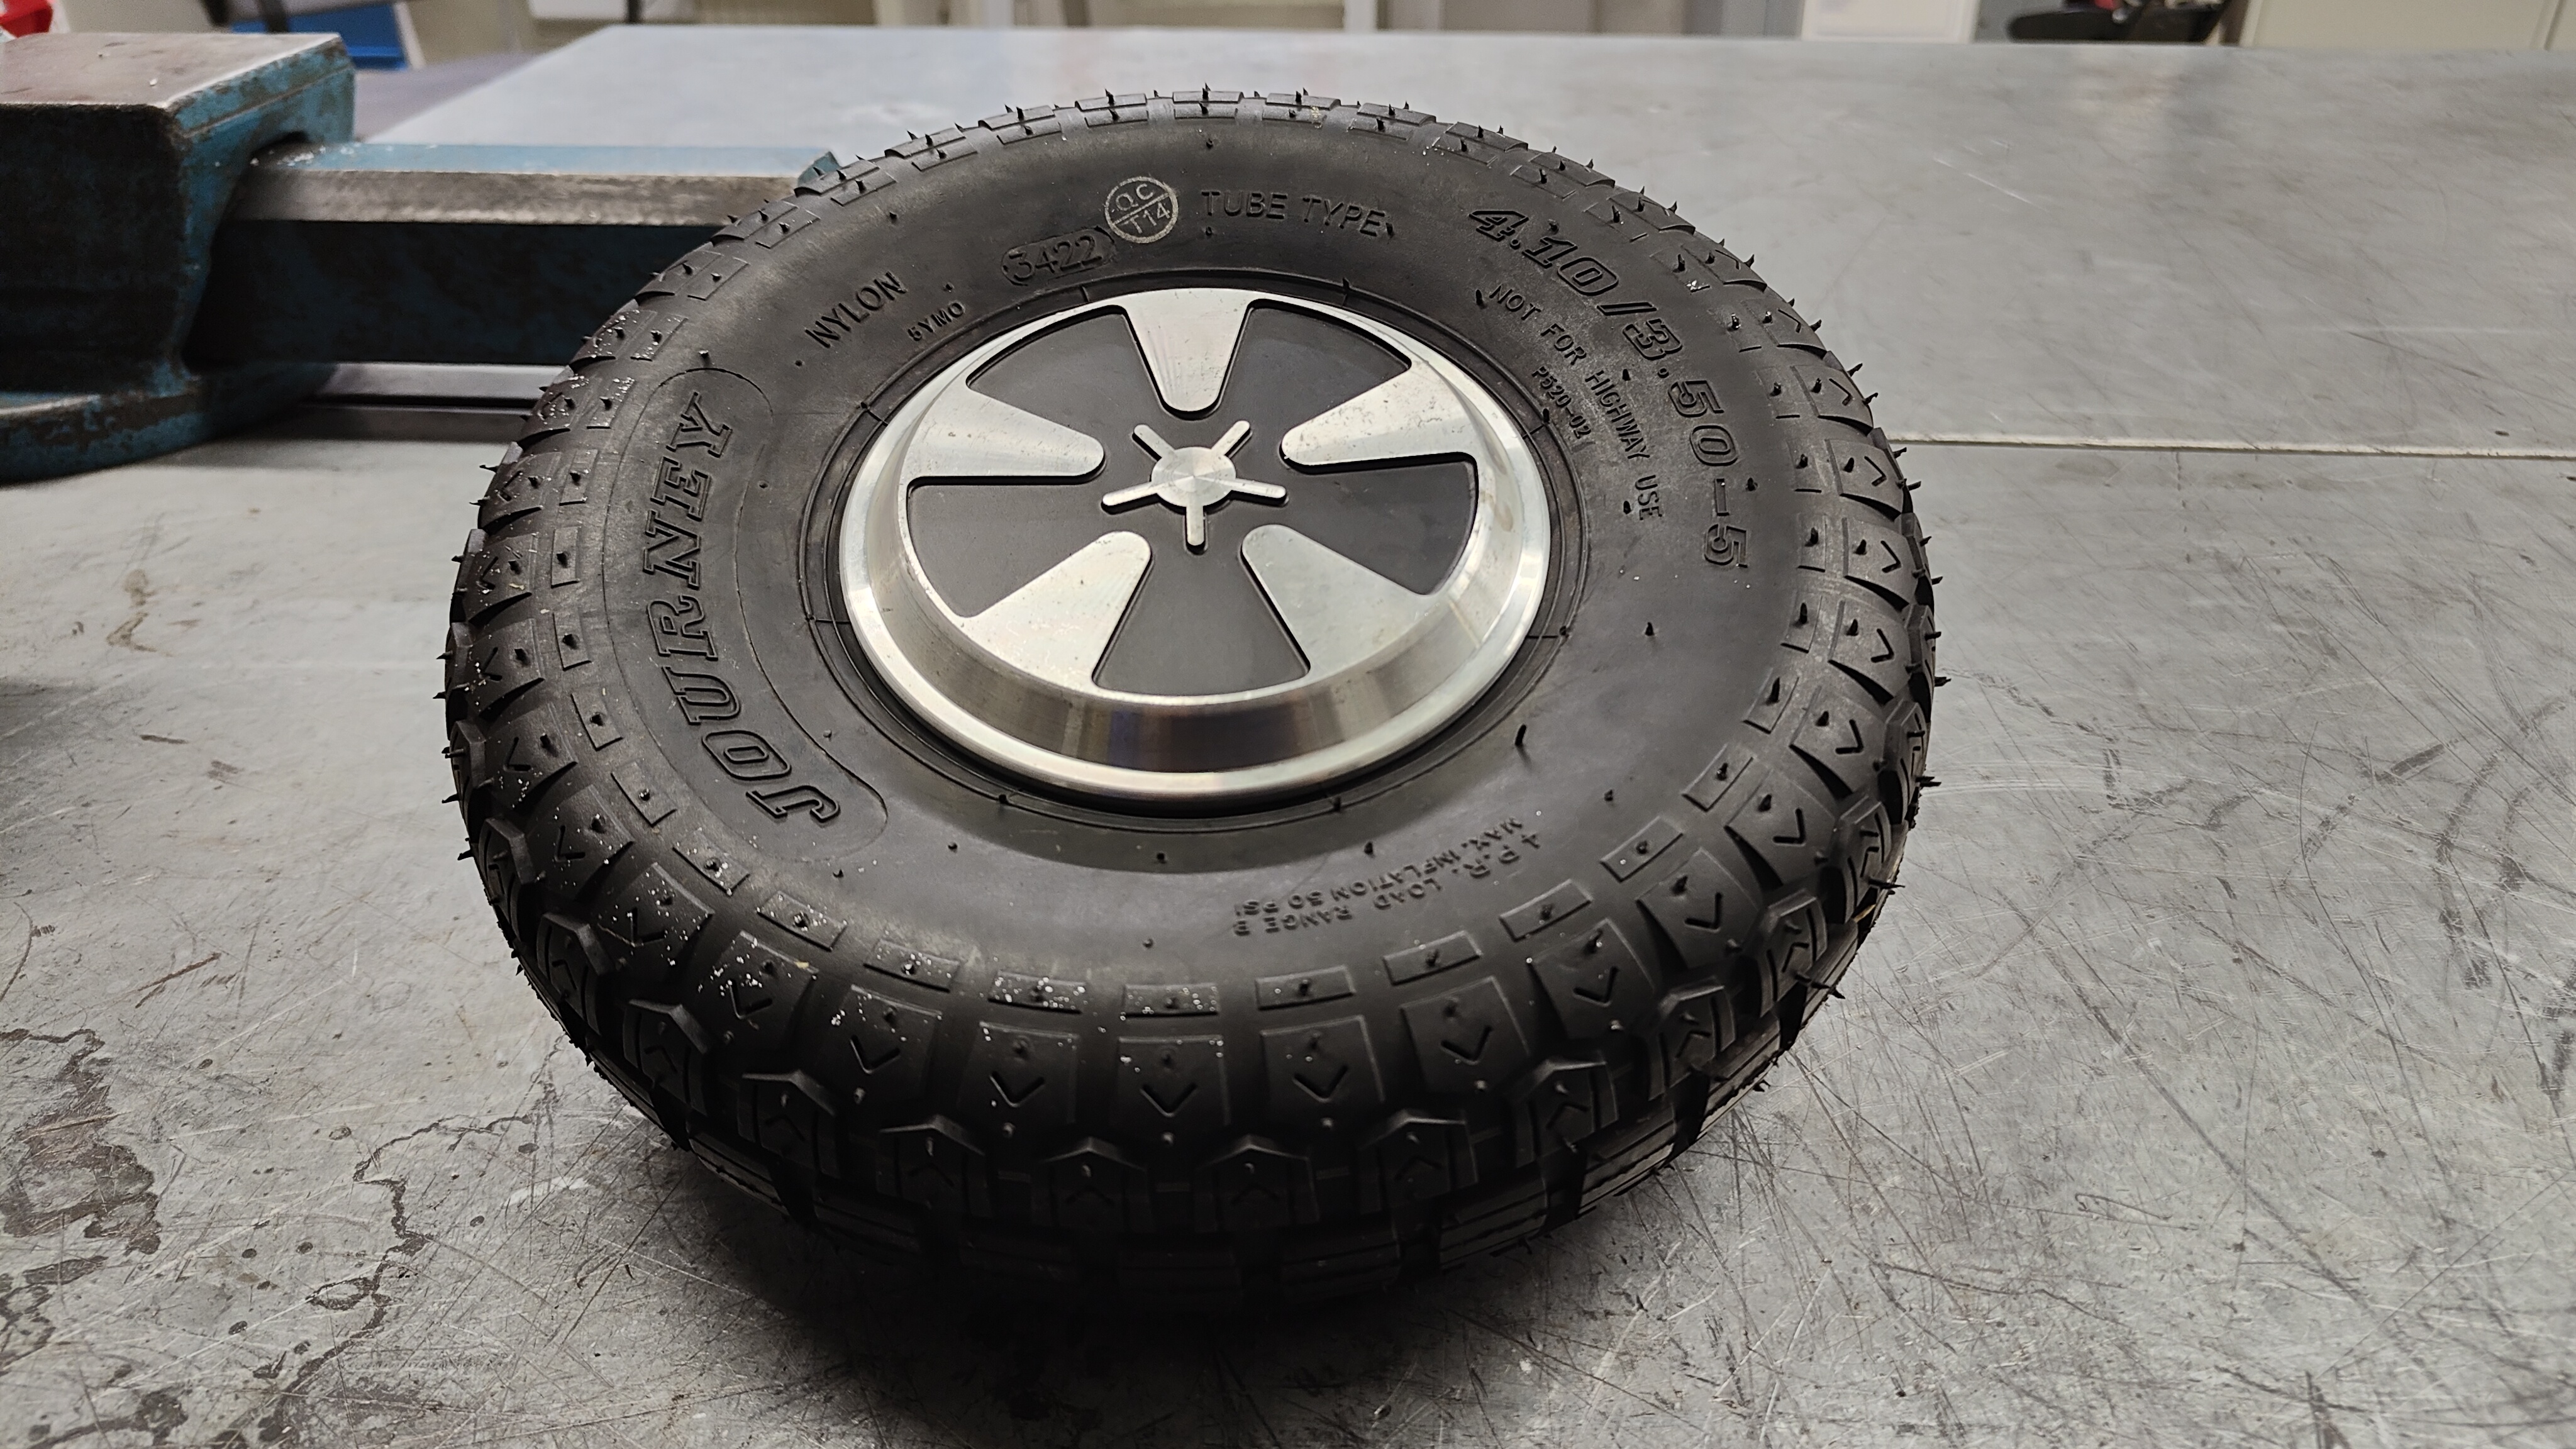 JOURNEY
NYLON
6YMO
3422
QC
T14
TUBE TYPE
4.10/3.50-5
NOT FOR HIGHWAY USE
P520-02
4 P.R. LOAD RANGE B
MAX. INFLATION 50 PSI